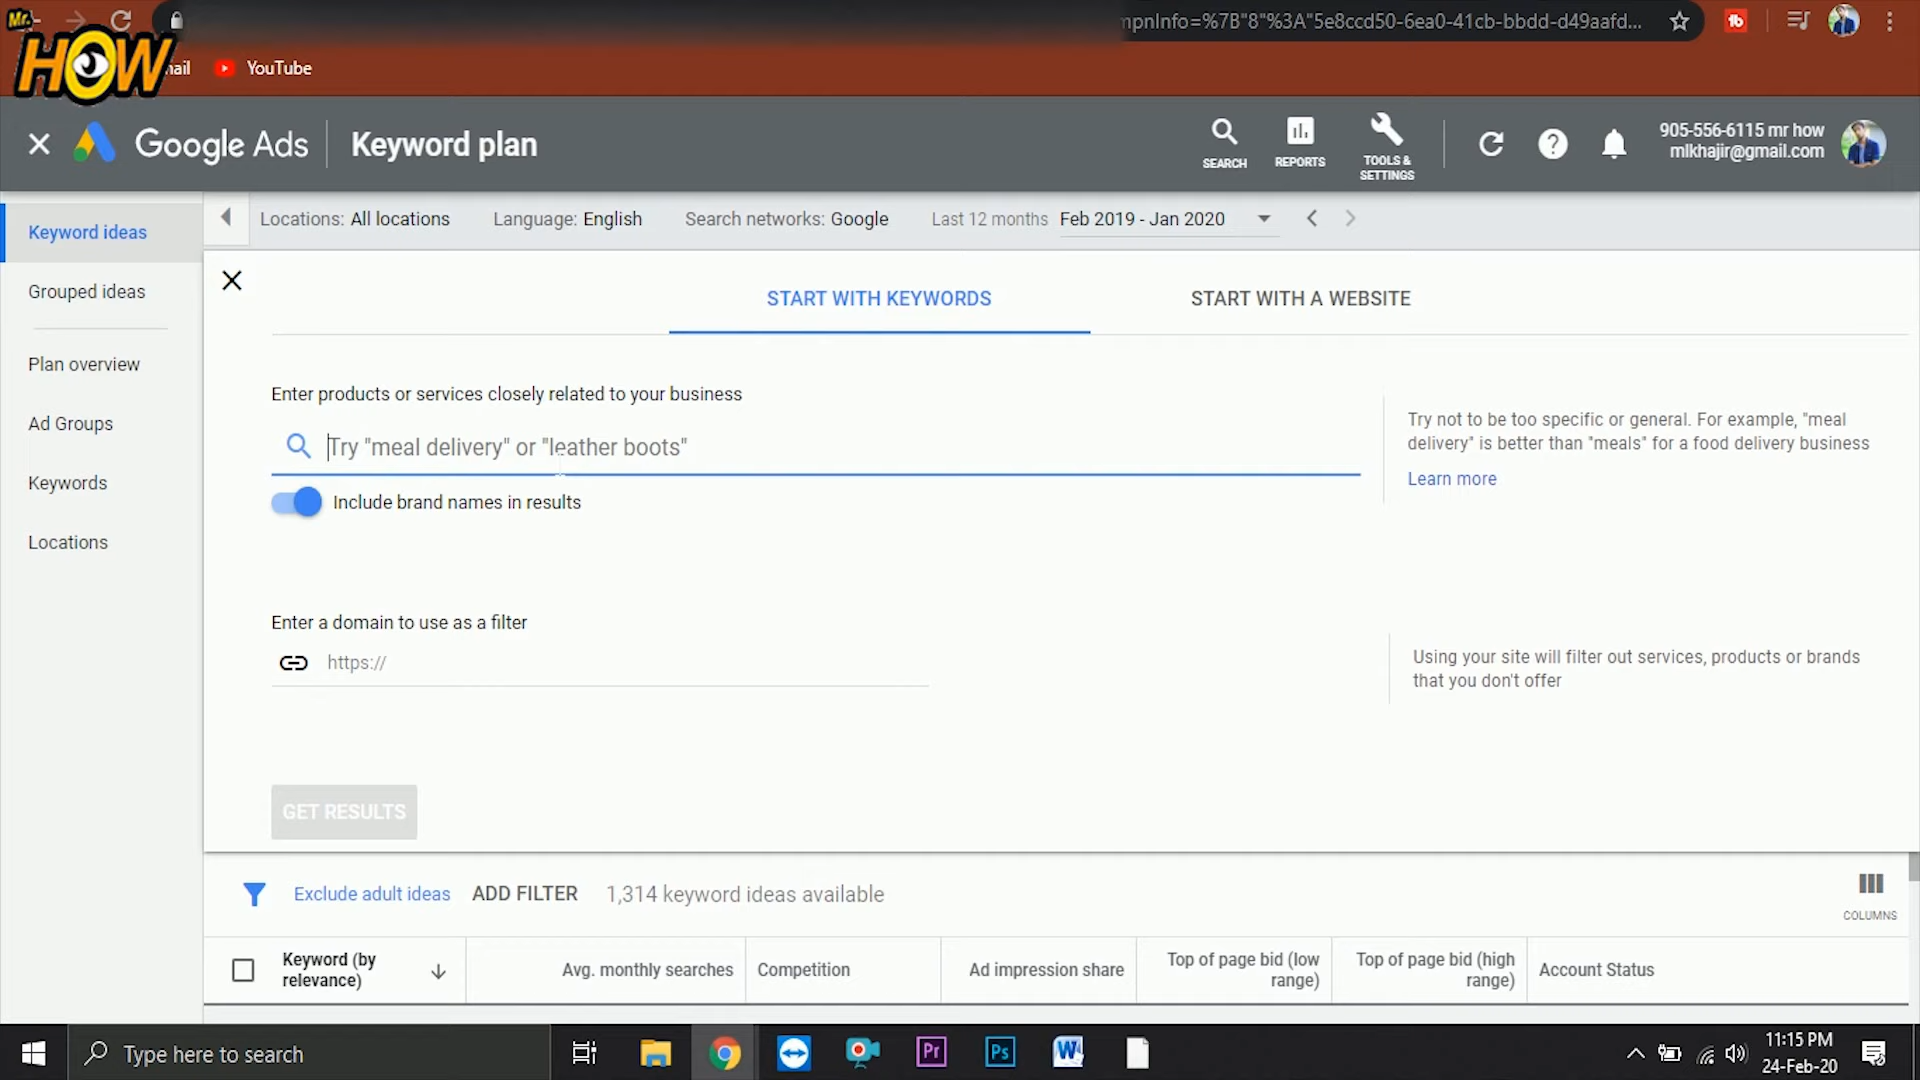 Mr.
HOW
mpnInfo=%7B"8"%3A"5e8ccd50-6ea0-41cb-bbdd-d49aafd...
ail
YouTube
Google Ads
Keyword plan
SEARCH
REPORTS
TOOLS &
SETTINGS
905-556-6115 mr how
mlkhajir@gmail.com
Keyword ideas
Grouped ideas
Plan overview
Ad Groups
Keywords
Locations
Locations: All locations
Language: English
Search networks: Google
Last 12 months
Feb 2019 - Jan 2020
START WITH KEYWORDS
START WITH A WEBSITE
Enter products or services closely related to your business
Try "meal delivery" or "leather boots"
Include brand names in results
Try not to be too specific or general. For example, "meal
delivery" is better than "meals" for a food delivery business
Learn more
Enter a domain to use as a filter
https://
Using your site will filter out services, products or brands
that you don't offer
GET RESULTS
Exclude adult ideas
ADD FILTER
1,314 keyword ideas available
COLUMNS
Keyword (by
relevance)
Avg. monthly searches
Competition
Ad impression share
Top of page bid (low
range)
Top of page bid (high
range)
Account Status
Type here to search
Pr
Ps
W
11:15 PM
24-Feb-20